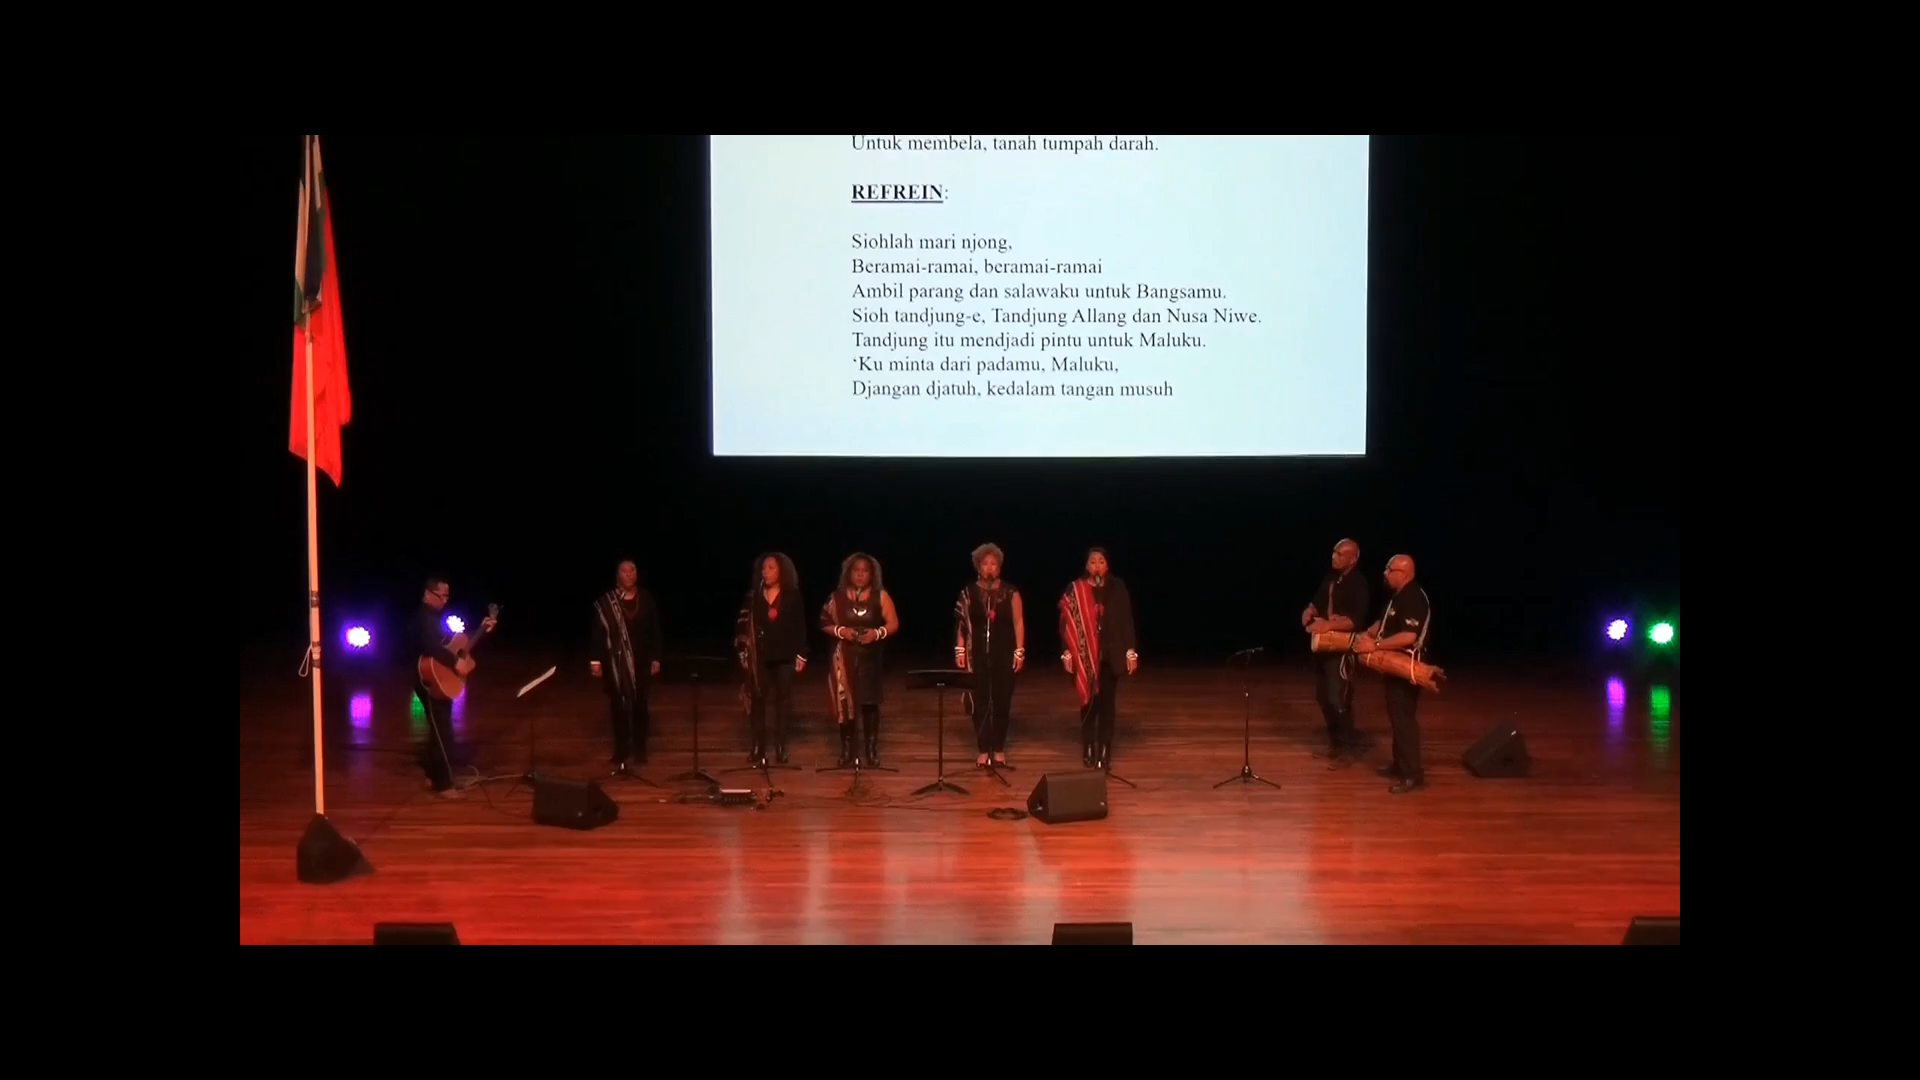 Untuk membela, tanah tumpah darah.
REFREIN:
Siohlah mari njong,
Beramai-ramai, beramai-ramai
Ambil parang dan salawaku untuk Bangsamu.
Sioh tandjung-e, Tandjung Allang dan Nusa Niwe.
Tandjung itu mendjadi pintu untuk Maluku.
‘Ku minta dari padamu, Maluku,
Djangan djatuh, kedalam tangan musuh